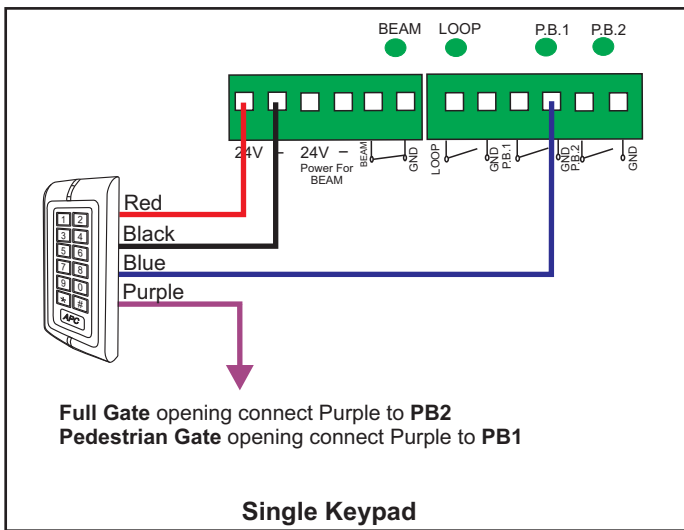 BEAM LOOP P.B.1 P.B.2
24V - 24V - BEAM GND LOOP GND P.B.1 GND P.B.2 GND
Power For
BEAM
Red
Black
Blue
Purple
1 2
3 4
5 6
7 8
9 0
* #
APC
Full Gate opening connect Purple to PB2
Pedestrian Gate opening connect Purple to PB1
Single Keypad